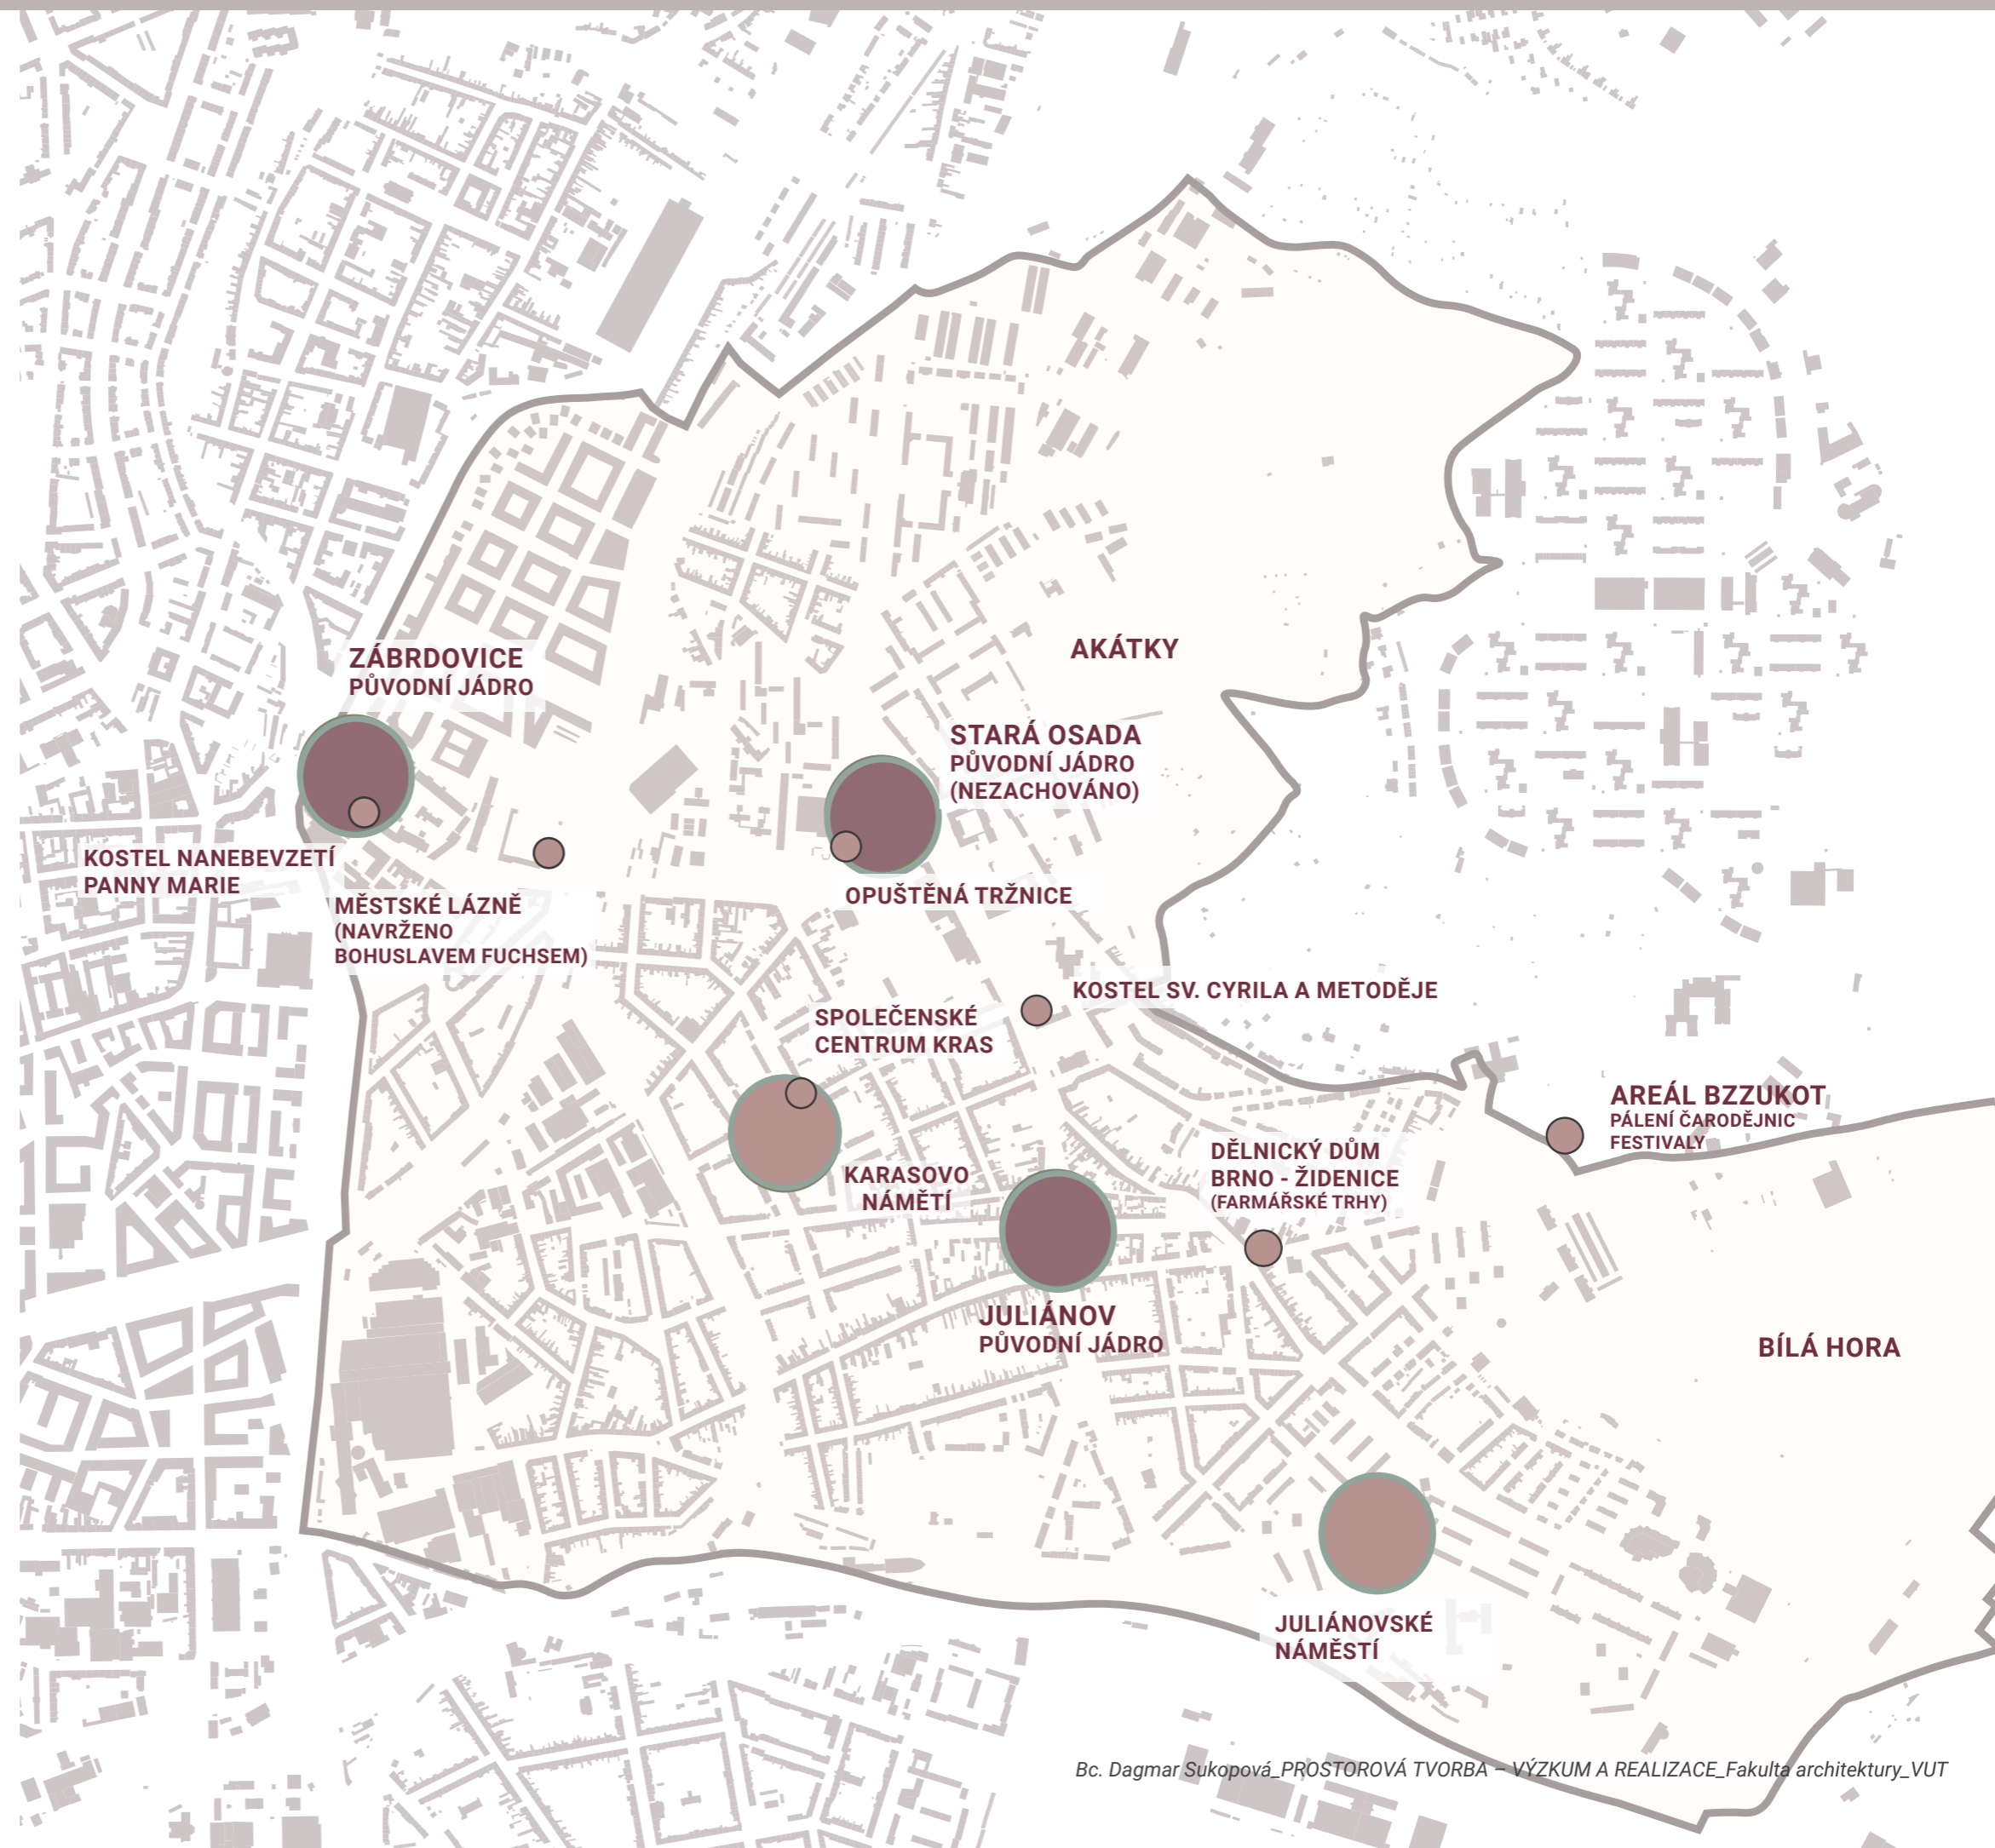 AKÁTKY
ZÁBRDOVICE
PŮVODNÍ JÁDRO
STARÁ OSADA
PŮVODNÍ JÁDRO
(NEZACHOVÁNO)
KOSTEL NANEBEVZETÍ
PANNY MARIE
MĚSTSKÉ LÁZNĚ
(NAVRŽENO
BOHUSLAVEM FUCHSEM)
OPUŠTĚNÁ TRŽNICE
KOSTEL SV. CYRILA A METODĚJE
SPOLEČENSKÉ
CENTRUM KRAS
AREÁL BZZUKOT
PÁLENÍ ČARODĚJNIC
FESTIVALY
DĚLNICKÝ DŮM
BRNO - ŽIDENICE
(FARMÁŘSKÉ TRHY)
KARASOVO
NÁMĚTÍ
JULIÁNOV
PŮVODNÍ JÁDRO
BÍLÁ HORA
JULIÁNOVSKÉ
NÁMĚSTÍ
Bc. Dagmar Sukopová_PROSTOROVÁ TVORBA – VÝZKUM A REALIZACE_Fakulta architektury_VUT